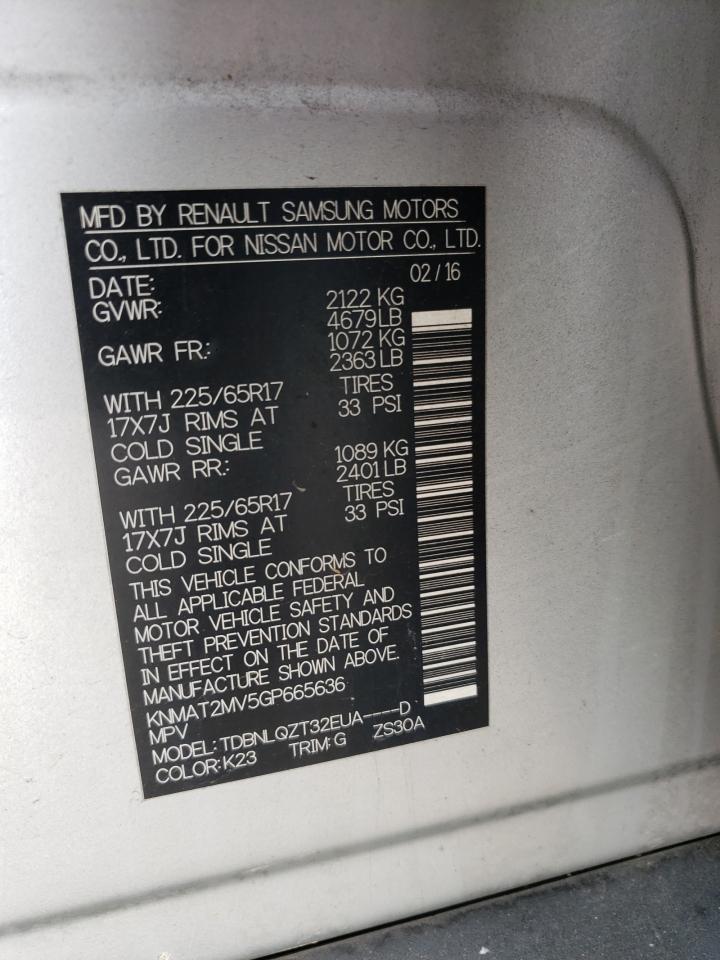 MFD BY RENAULT SAMSUNG MOTORS
CO., LTD. FOR NISSAN MOTOR CO., LTD.
DATE: 02/16
GVWR: 2122 KG
4679LB
GAWR FR.: 1072 KG
2363 LB
WITH 225/65R17 TIRES
17X7J RIMS AT 33 PSI
COLD SINGLE
GAWR RR.: 1089 KG
2401LB
WITH 225/65R17 TIRES
17X7J RIMS AT 33 PSI
COLD SINGLE
THIS VEHICLE CONFORMS TO
ALL APPLICABLE FEDERAL
MOTOR VEHICLE SAFETY AND
THEFT PREVENTION STANDARDS
IN EFFECT ON THE DATE OF
MANUFACTURE SHOWN ABOVE.
KNMAT2MV5GP665636
MPV
MODEL:TDBNLQZT32EUA----D
COLOR:K23 TRIM:G ZS30A